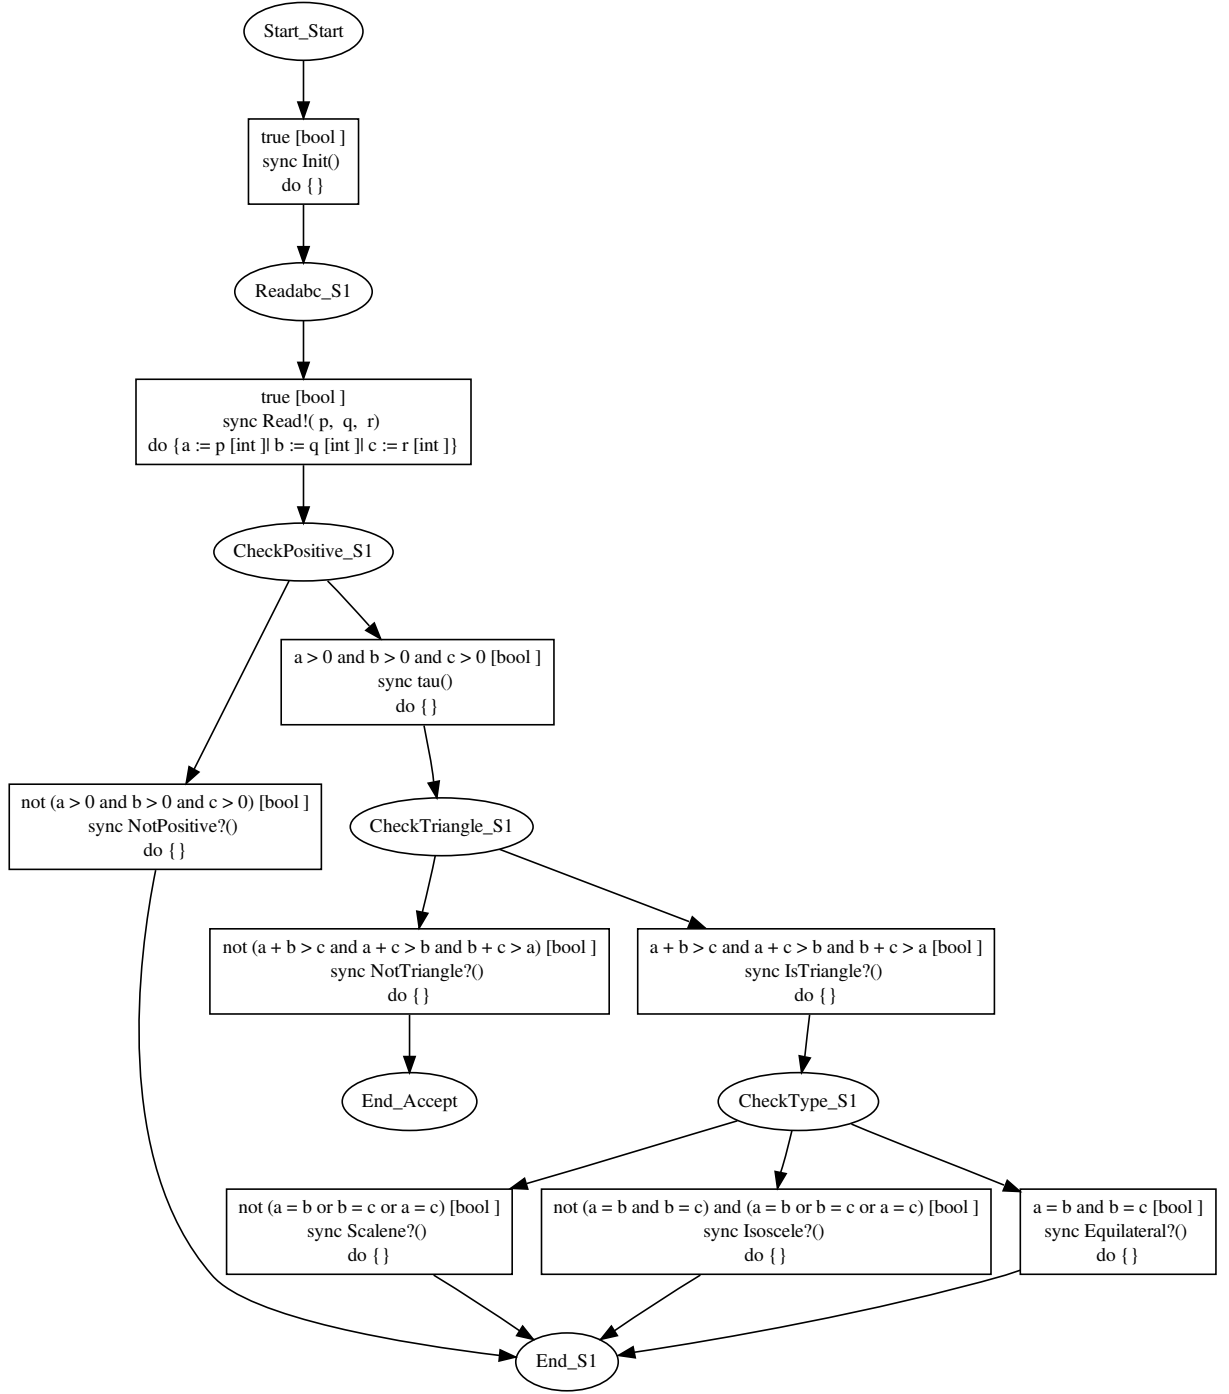 Start_Start
true [bool ]
sync Init()
do {}
Readabc_S1
true [bool ]
sync Read!( p,  q,  r)
do {a := p [int ]| b := q [int ]| c := r [int ]}
CheckPositive_S1
a > 0 and b > 0 and c > 0 [bool ]
sync tau()
do {}
not (a > 0 and b > 0 and c > 0) [bool ]
sync NotPositive?()
do {}
CheckTriangle_S1
not (a + b > c and a + c > b and b + c > a) [bool ]
sync NotTriangle?()
do {}
a + b > c and a + c > b and b + c > a [bool ]
sync IsTriangle?()
do {}
End_Accept
CheckType_S1
not (a = b or b = c or a = c) [bool ]
sync Scalene?()
do {}
not (a = b and b = c) and (a = b or b = c or a = c) [bool ]
sync Isoscele?()
do {}
a = b and b = c [bool ]
sync Equilateral?()
do {}
End_S1